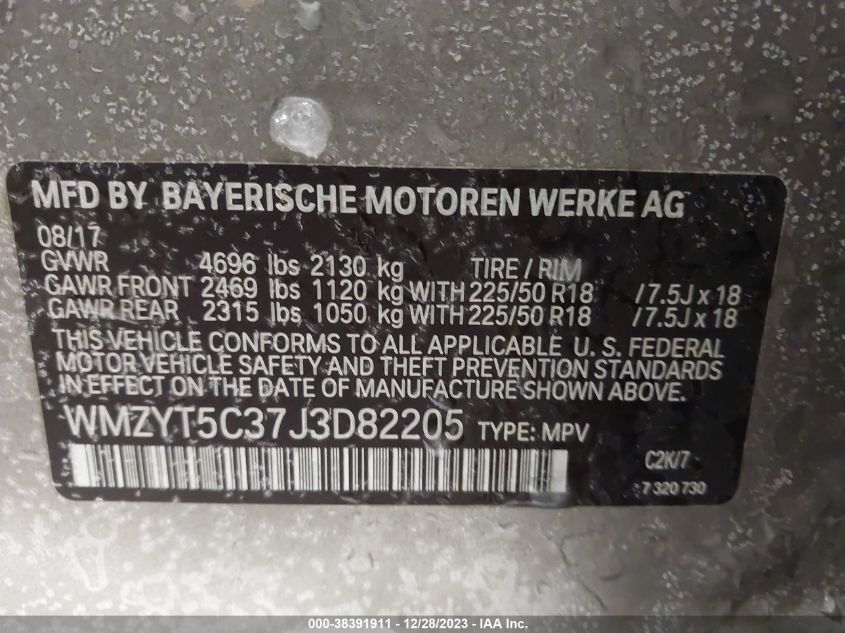 MFD BY BAYERISCHE MOTOREN WERKE AG
08/17
GVWR 4696 lbs 2130 kg TIRE / RIM
GAWR FRONT 2469 lbs 1120 kg WITH 225/50 R18 /7.5J x 18
GAWR REAR 2315 lbs 1050 kg WITH 225/50 R18 /7.5J x 18
THIS VEHICLE CONFORMS TO ALL APPLICABLE U. S. FEDERAL
MOTOR VEHICLE SAFETY AND THEFT PREVENTION STANDARDS
IN EFFECT ON THE DATE OF MANUFACTURE SHOWN ABOVE.
WMZYT5C37J3D82205 TYPE: MPV
C2K/7
7 320 730
000-38391911 - 12/28/2023 - IAA Inc.